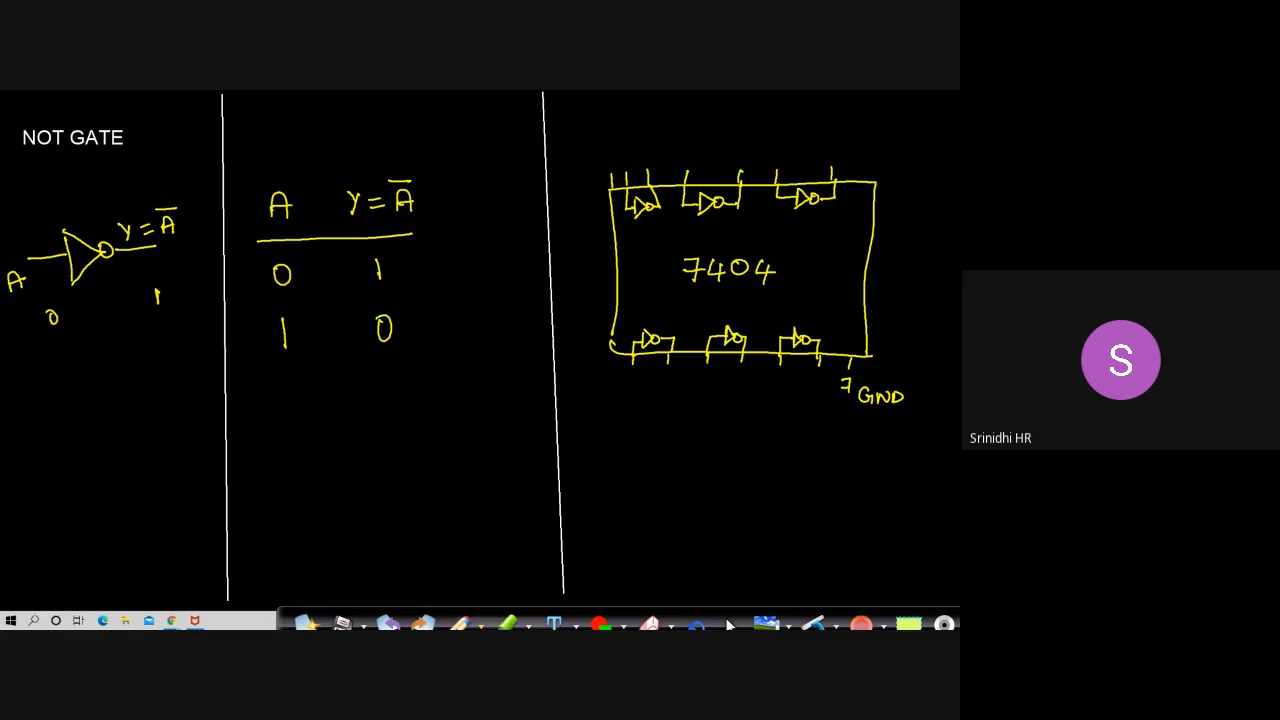 NOT GATE
A
Y = A̅
0
1
A Y = A̅
0 1
1 0
7404
7
GND
S
Srinidhi HR